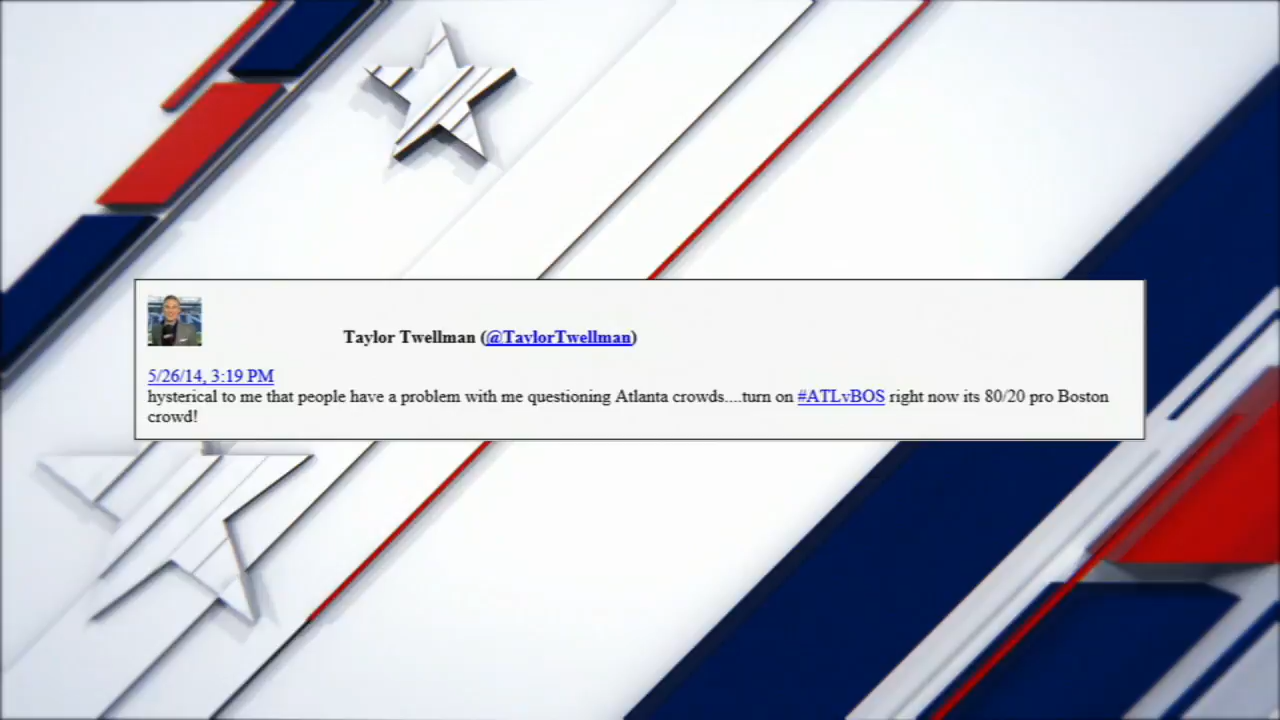 Taylor Twellman (@TaylorTwellman)
5/26/14, 3:19 PM
hysterical to me that people have a problem with me questioning Atlanta crowds....turn on #ATLvBOS right now its 80/20 pro Boston
crowd!